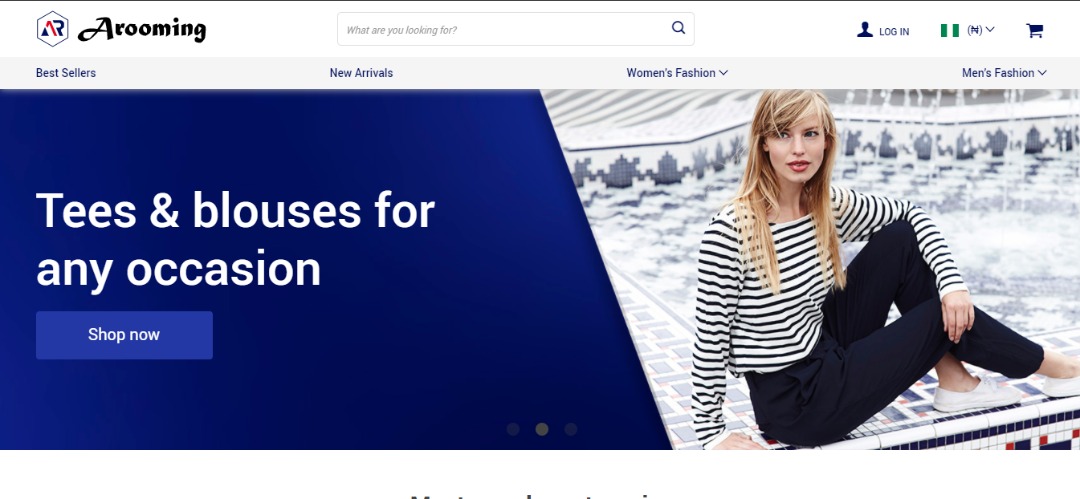 AR Arooming
What are you looking for?
LOG IN
(₦)
Best Sellers
New Arrivals
Women's Fashion
Men's Fashion
Tees & blouses for
any occasion
Shop now